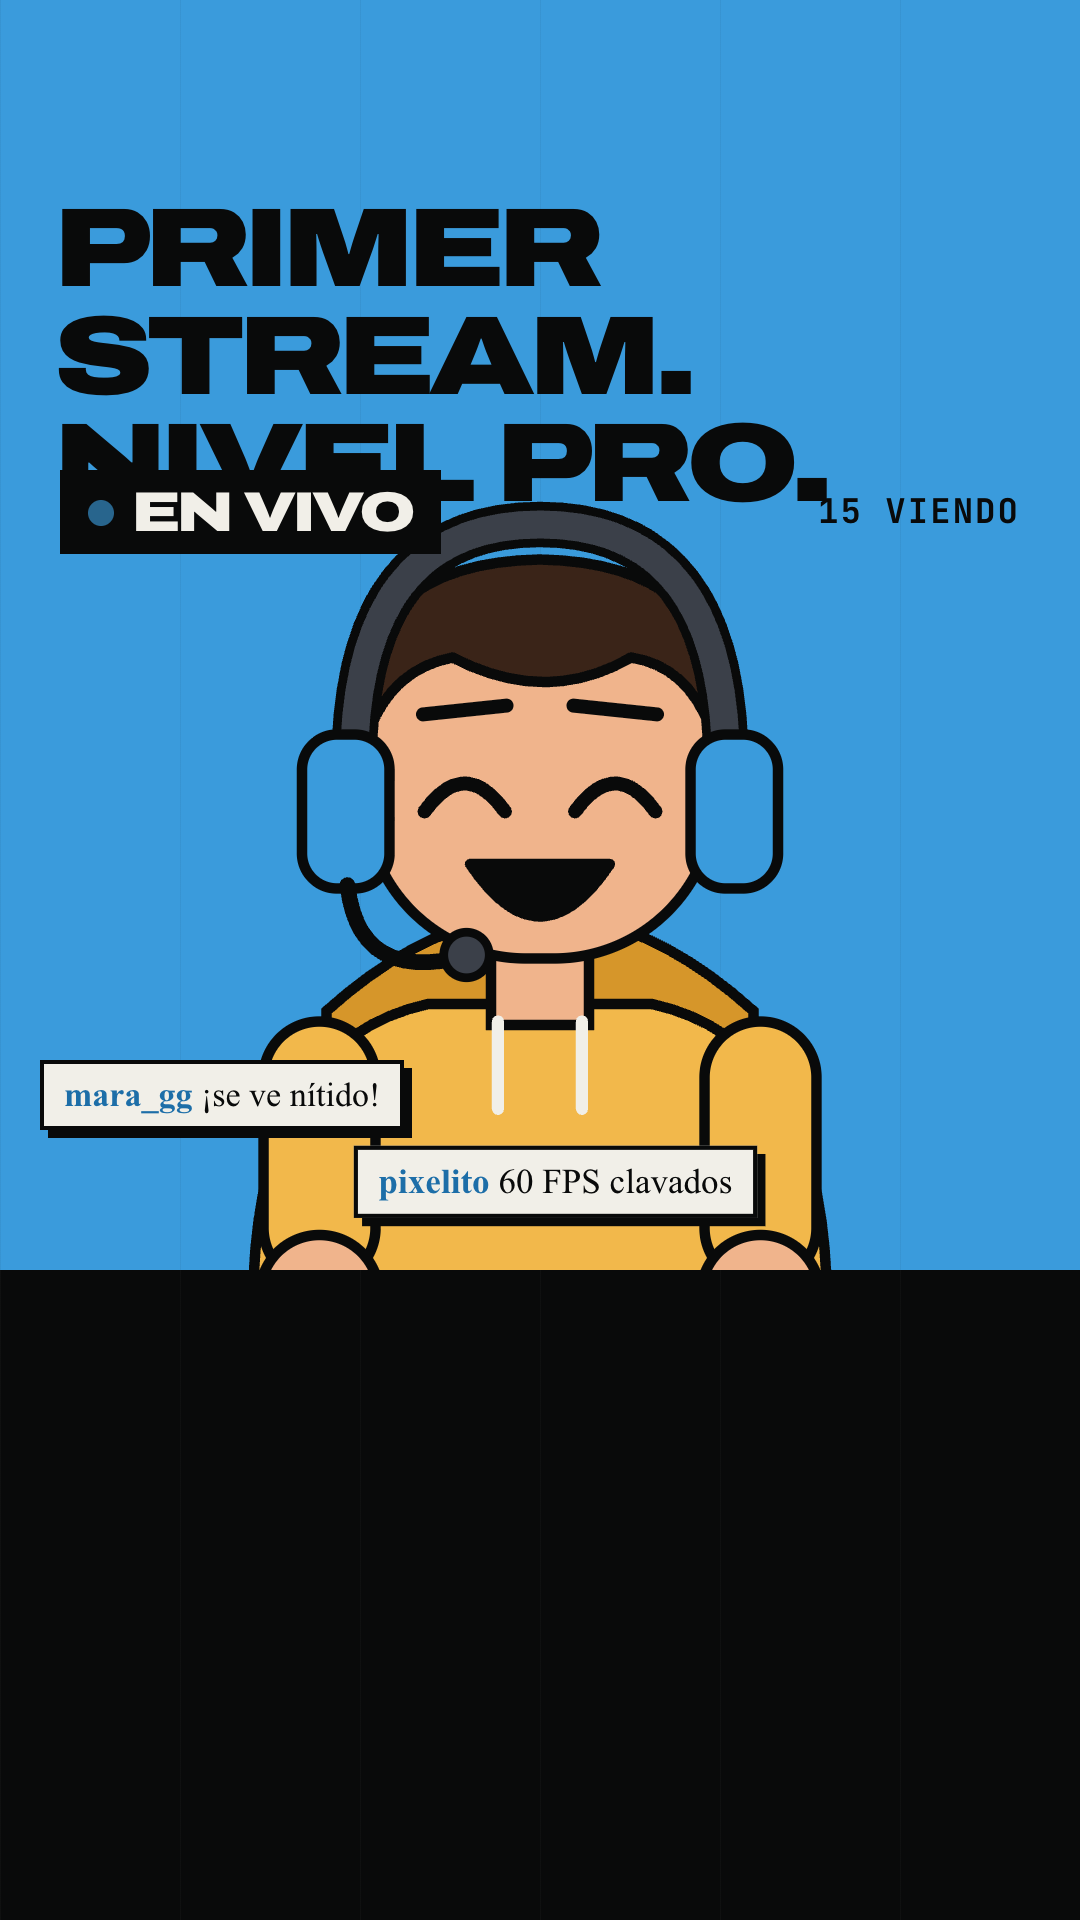 PRIMER
STREAM.
NIVEL PRO.
EN VIVO
15 VIENDO
mara_gg ¡se ve nítido!
pixelito 60 FPS clavados